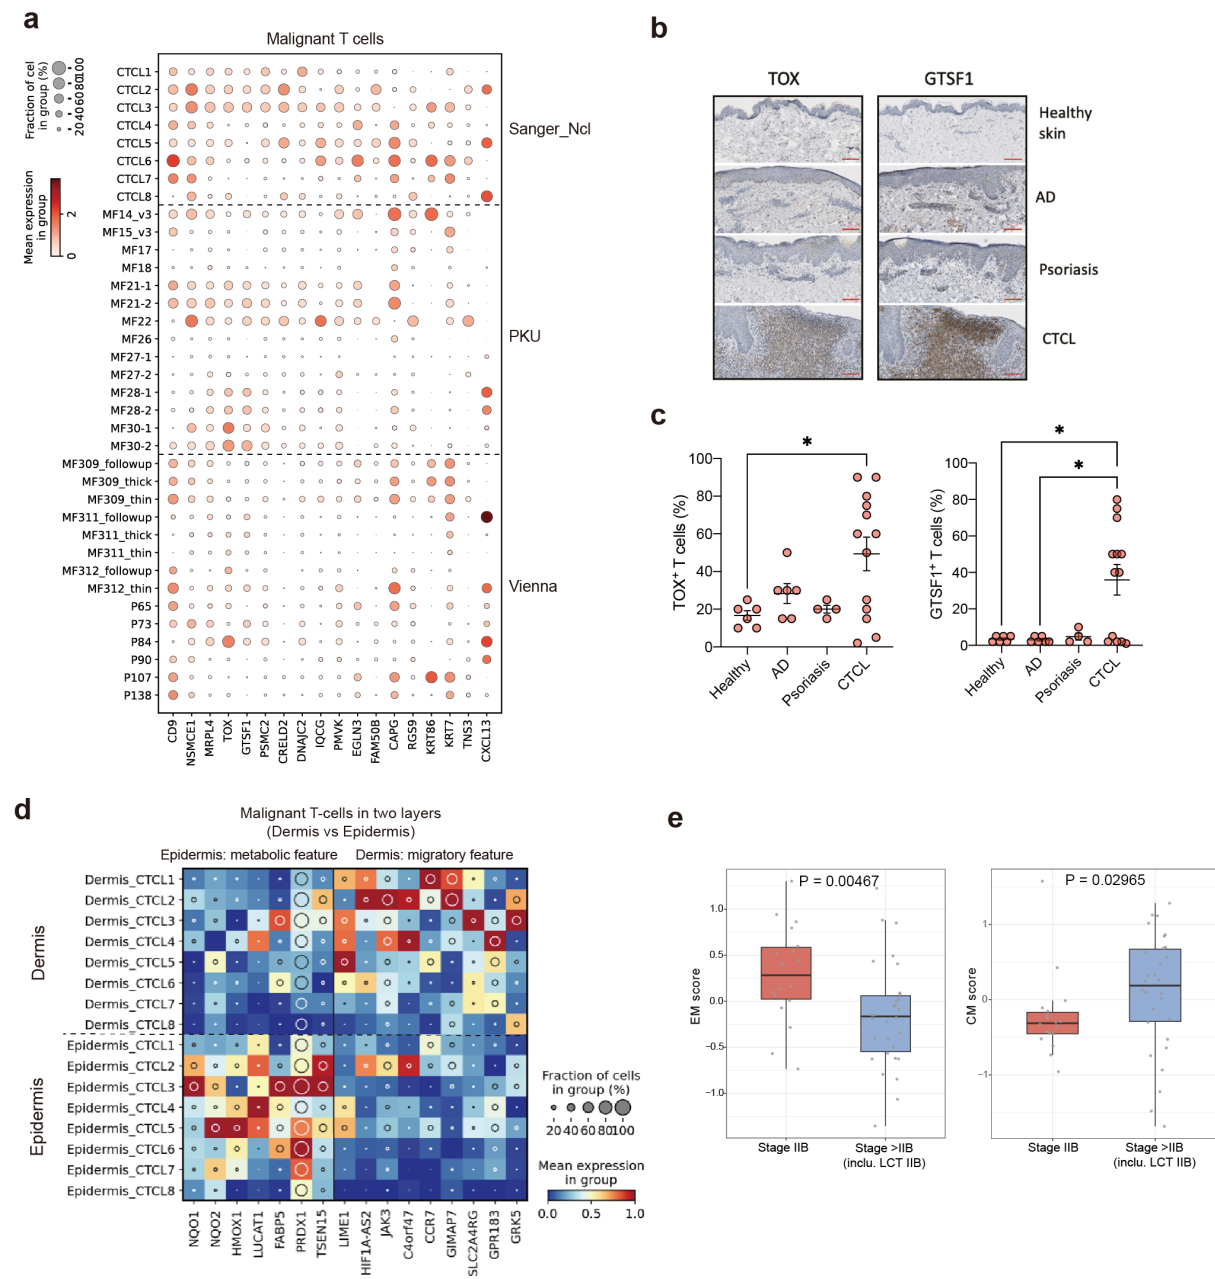 a
Malignant T cells
Fraction of cel
in group (%)
20 40 60 80 100
Mean expression
in group
0 2
CTCL1
CTCL2
CTCL3
CTCL4
CTCL5
CTCL6
CTCL7
CTCL8
Sanger_Ncl
MF14_v3
MF15_v3
MF17
MF18
MF21-1
MF21-2
MF22
MF26
MF27-1
MF27-2
MF28-1
MF28-2
MF30-1
MF30-2
PKU
MF309_followup
MF309_thick
MF309_thin
MF311_followup
MF311_thick
MF311_thin
MF312_followup
MF312_thin
P65
P73
P84
P90
P107
P138
Vienna
CD9 NSMCE1 MRPL4 TOX GTSF1 PSMC2 CRELD2 DNAJC2 IQCG PMVK EGLN3 FAM50B CAPG RGS9 KRT86 KRT7 TNS3 CXCL13
b
TOX GTSF1
Healthy
skin
AD
Psoriasis
CTCL
c
TOX+ T cells (%)
100
80
60
40
20
0
*
Healthy AD Psoriasis CTCL
GTSF1+ T cells (%)
100
80
60
40
20
0
*
*
Healthy AD Psoriasis CTCL
d
Malignant T-cells in two layers
(Dermis vs Epidermis)
Epidermis: metabolic feature Dermis: migratory feature
Dermis
Dermis_CTCL1
Dermis_CTCL2
Dermis_CTCL3
Dermis_CTCL4
Dermis_CTCL5
Dermis_CTCL6
Dermis_CTCL7
Dermis_CTCL8
Epidermis
Epidermis_CTCL1
Epidermis_CTCL2
Epidermis_CTCL3
Epidermis_CTCL4
Epidermis_CTCL5
Epidermis_CTCL6
Epidermis_CTCL7
Epidermis_CTCL8
NQO1 NQO2 HMOX1 LUCAT1 FABP5 PRDX1 TSEN15 LIME1 HIF1A-AS2 JAK3 C4orf47 CCR7 GIMAP7 SLC2A4RG GPR183 GRK5
Fraction of cells
in group (%)
20 40 60 80 100
Mean expression
in group
0.0 0.5 1.0
e
P = 0.00467
EM score
1.0
0.5
0.0
−0.5
−1.0
Stage IIB Stage >IIB
(inclu. LCT IIB)
P = 0.02965
CM score
1
0
−1
Stage IIB Stage >IIB
(inclu. LCT IIB)